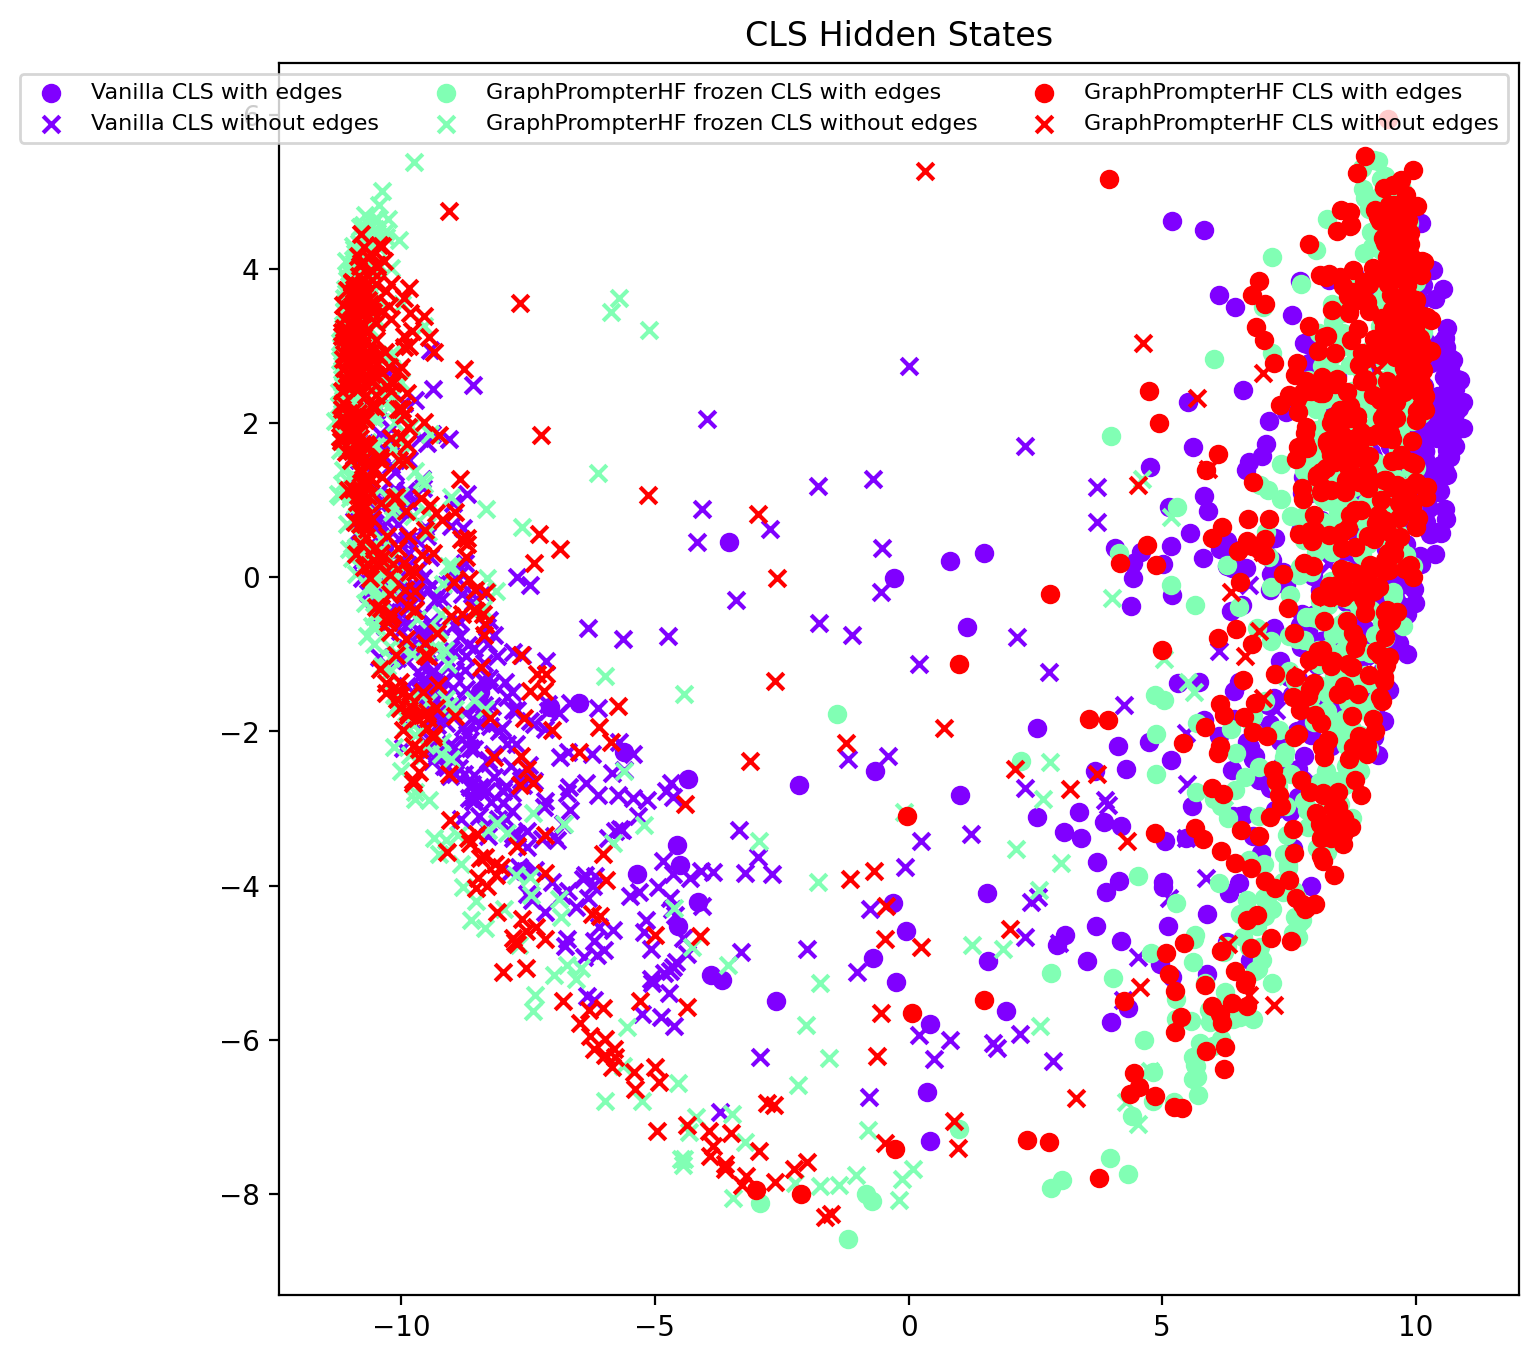 CLS Hidden States
Vanilla CLS with edges
Vanilla CLS without edges
GraphPrompterHF frozen CLS with edges
GraphPrompterHF frozen CLS without edges
GraphPrompterHF CLS with edges
GraphPrompterHF CLS without edges
6
4
2
0
−2
−4
−6
−8
−10
−5
0
5
10